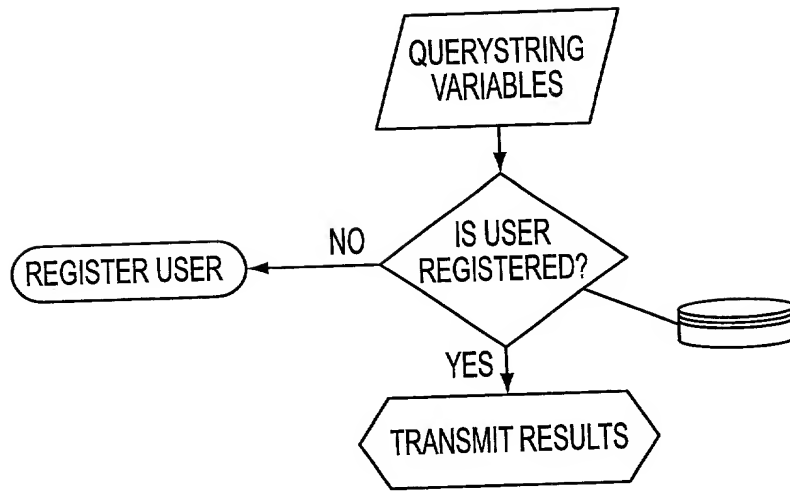 QUERYSTRING
VARIABLES
IS USER
REGISTERED?
NO
REGISTER USER
YES
TRANSMIT RESULTS